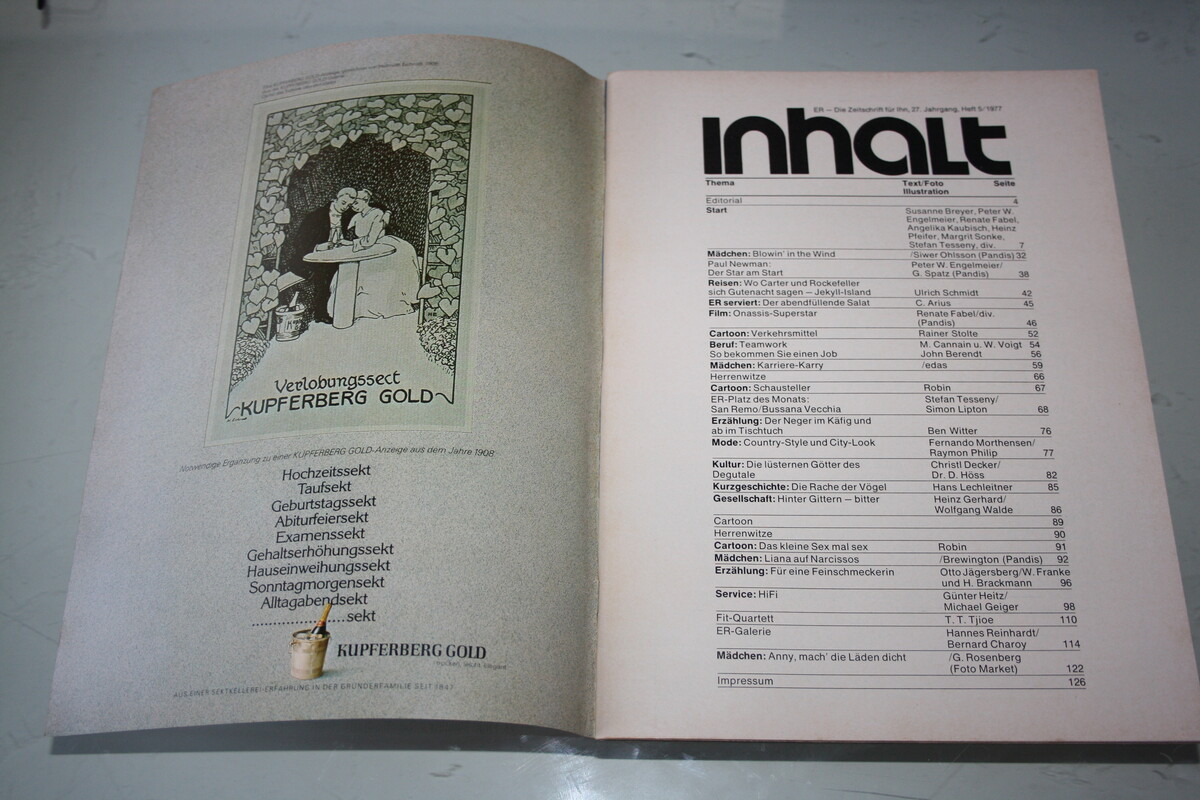 Verlobungssect
KUPFERBERG GOLD
Notwendige Ergänzung zu einer KUPFERBERG GOLD-Anzeige aus dem Jahre 1908
Hochzeitssekt
Taufsekt
Geburtstagssekt
Abiturfeiersekt
Examenssekt
Gehaltserhöhungssekt
Hauseinweihungssekt
Sonntagmorgensekt
Alltagabendsekt
..................sekt
KUPFERBERG GOLD
AUS EINER SEKTKELLEREI-ERFAHRUNG IN DER GRÜNDERFAMILIE SEIT
ER — Die Zeitschrift für Ihn, 27. Jahrgang, Heft 5/1977
Inhalt
Thema Text/Foto Seite
Illustration
Editorial 4
Start Susanne Breyer, Peter W.
Engelmeier, Renate Fabel,
Angelika Kaubisch, Heinz
Pfeifer, Margrit Sonke,
Stefan Tesseny, div. 7
Mädchen: Blowin' in the Wind /Siwer Ohlsson (Pandis) 32
Paul Newman: Peter W. Engelmeier/
Der Star am Start G. Spatz (Pandis) 38
Reisen: Wo Carter und Rockefeller
sich Gutenacht sagen — Jekyll-Island Ulrich Schmidt 42
ER serviert: Der abendfüllende Salat C. Arius 45
Film: Onassis-Superstar Renate Fabel/div.
(Pandis) 46
Cartoon: Verkehrsmittel Rainer Stolte 52
Beruf: Teamwork M. Cannain u. W. Voigt 54
So bekommen Sie einen Job John Berendt 56
Mädchen: Karriere-Karry /edas 59
Herrenwitze 66
Cartoon: Schausteller Robin 67
ER-Platz des Monats: Stefan Tesseny/
San Remo/Bussana Vecchia Simon Lipton 68
Erzählung: Der Neger im Käfig und
ab im Tischtuch Ben Witter 76
Mode: Country-Style und City-Look Fernando Morthensen/
Raymon Philip 77
Kultur: Die lüsternen Götter des Christl Decker/
Degutale Dr. D. Höss 82
Kurzgeschichte: Die Rache der Vögel Hans Lechleitner 85
Gesellschaft: Hinter Gittern — bitter Heinz Gerhard/
Wolfgang Walde 86
Cartoon 89
Herrenwitze 90
Cartoon: Das kleine Sex mal sex Robin 91
Mädchen: Liana auf Narcissos /Brewington (Pandis) 92
Erzählung: Für eine Feinschmeckerin Otto Jägersberg/W. Franke
und H. Brackmann 96
Service: HiFi Günter Heitz/
Michael Geiger 98
Fit-Quartett T. T. Tjioe 110
ER-Galerie Hannes Reinhardt/
Bernard Charoy 114
Mädchen: Anny, mach' die Läden dicht /G. Rosenberg
(Foto Market) 122
Impressum 126